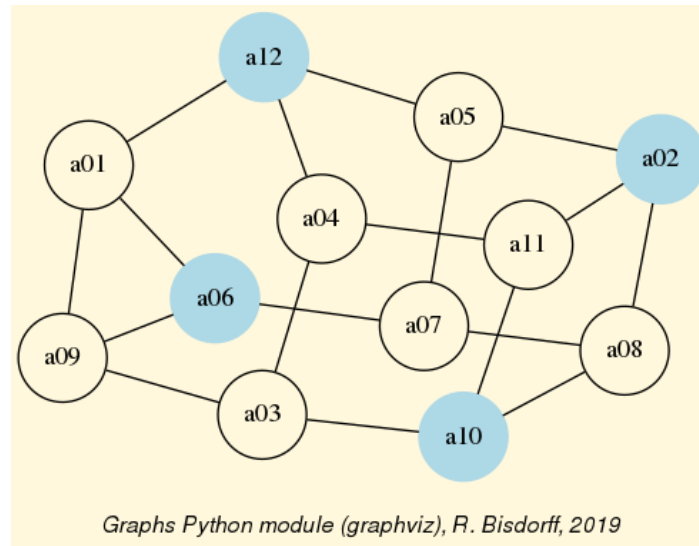 a12
a05
a02
a01
a04
a11
a06
a07
a08
a09
a03
a10
Graphs Python module (graphviz), R. Bisdorff, 2019